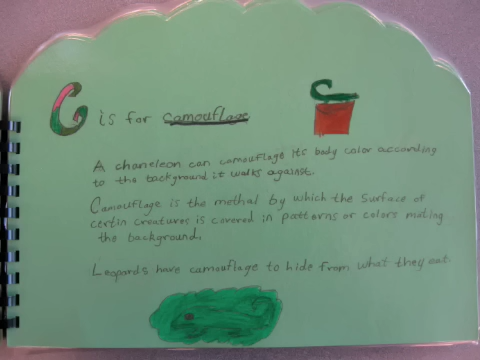 C is for camouflage
A chaneleon can camouflage its body color according
to the background it walks against.
Camouflage is the mothal by which the surface of
certin creatures is covered in patterns or colors mating
the background.
Leopards have camouflage to hide from what they eat.